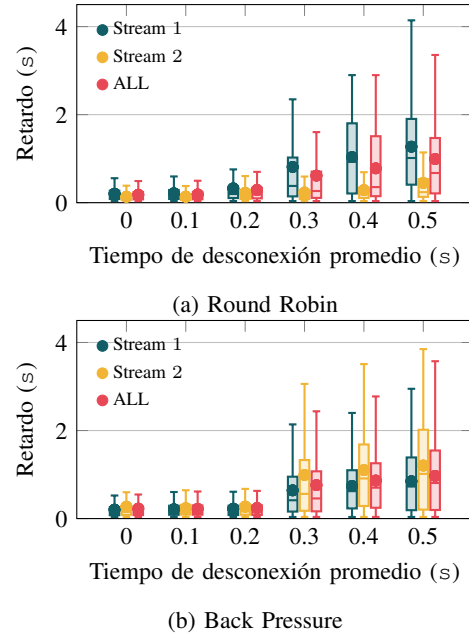 4
Stream 1
Stream 2
ALL
2
0
Retardo (s)
0 0.1 0.2 0.3 0.4 0.5
Tiempo de desconexión promedio (s)
(a) Round Robin
4
Stream 1
Stream 2
ALL
2
0
Retardo (s)
0 0.1 0.2 0.3 0.4 0.5
Tiempo de desconexión promedio (s)
(b) Back Pressure